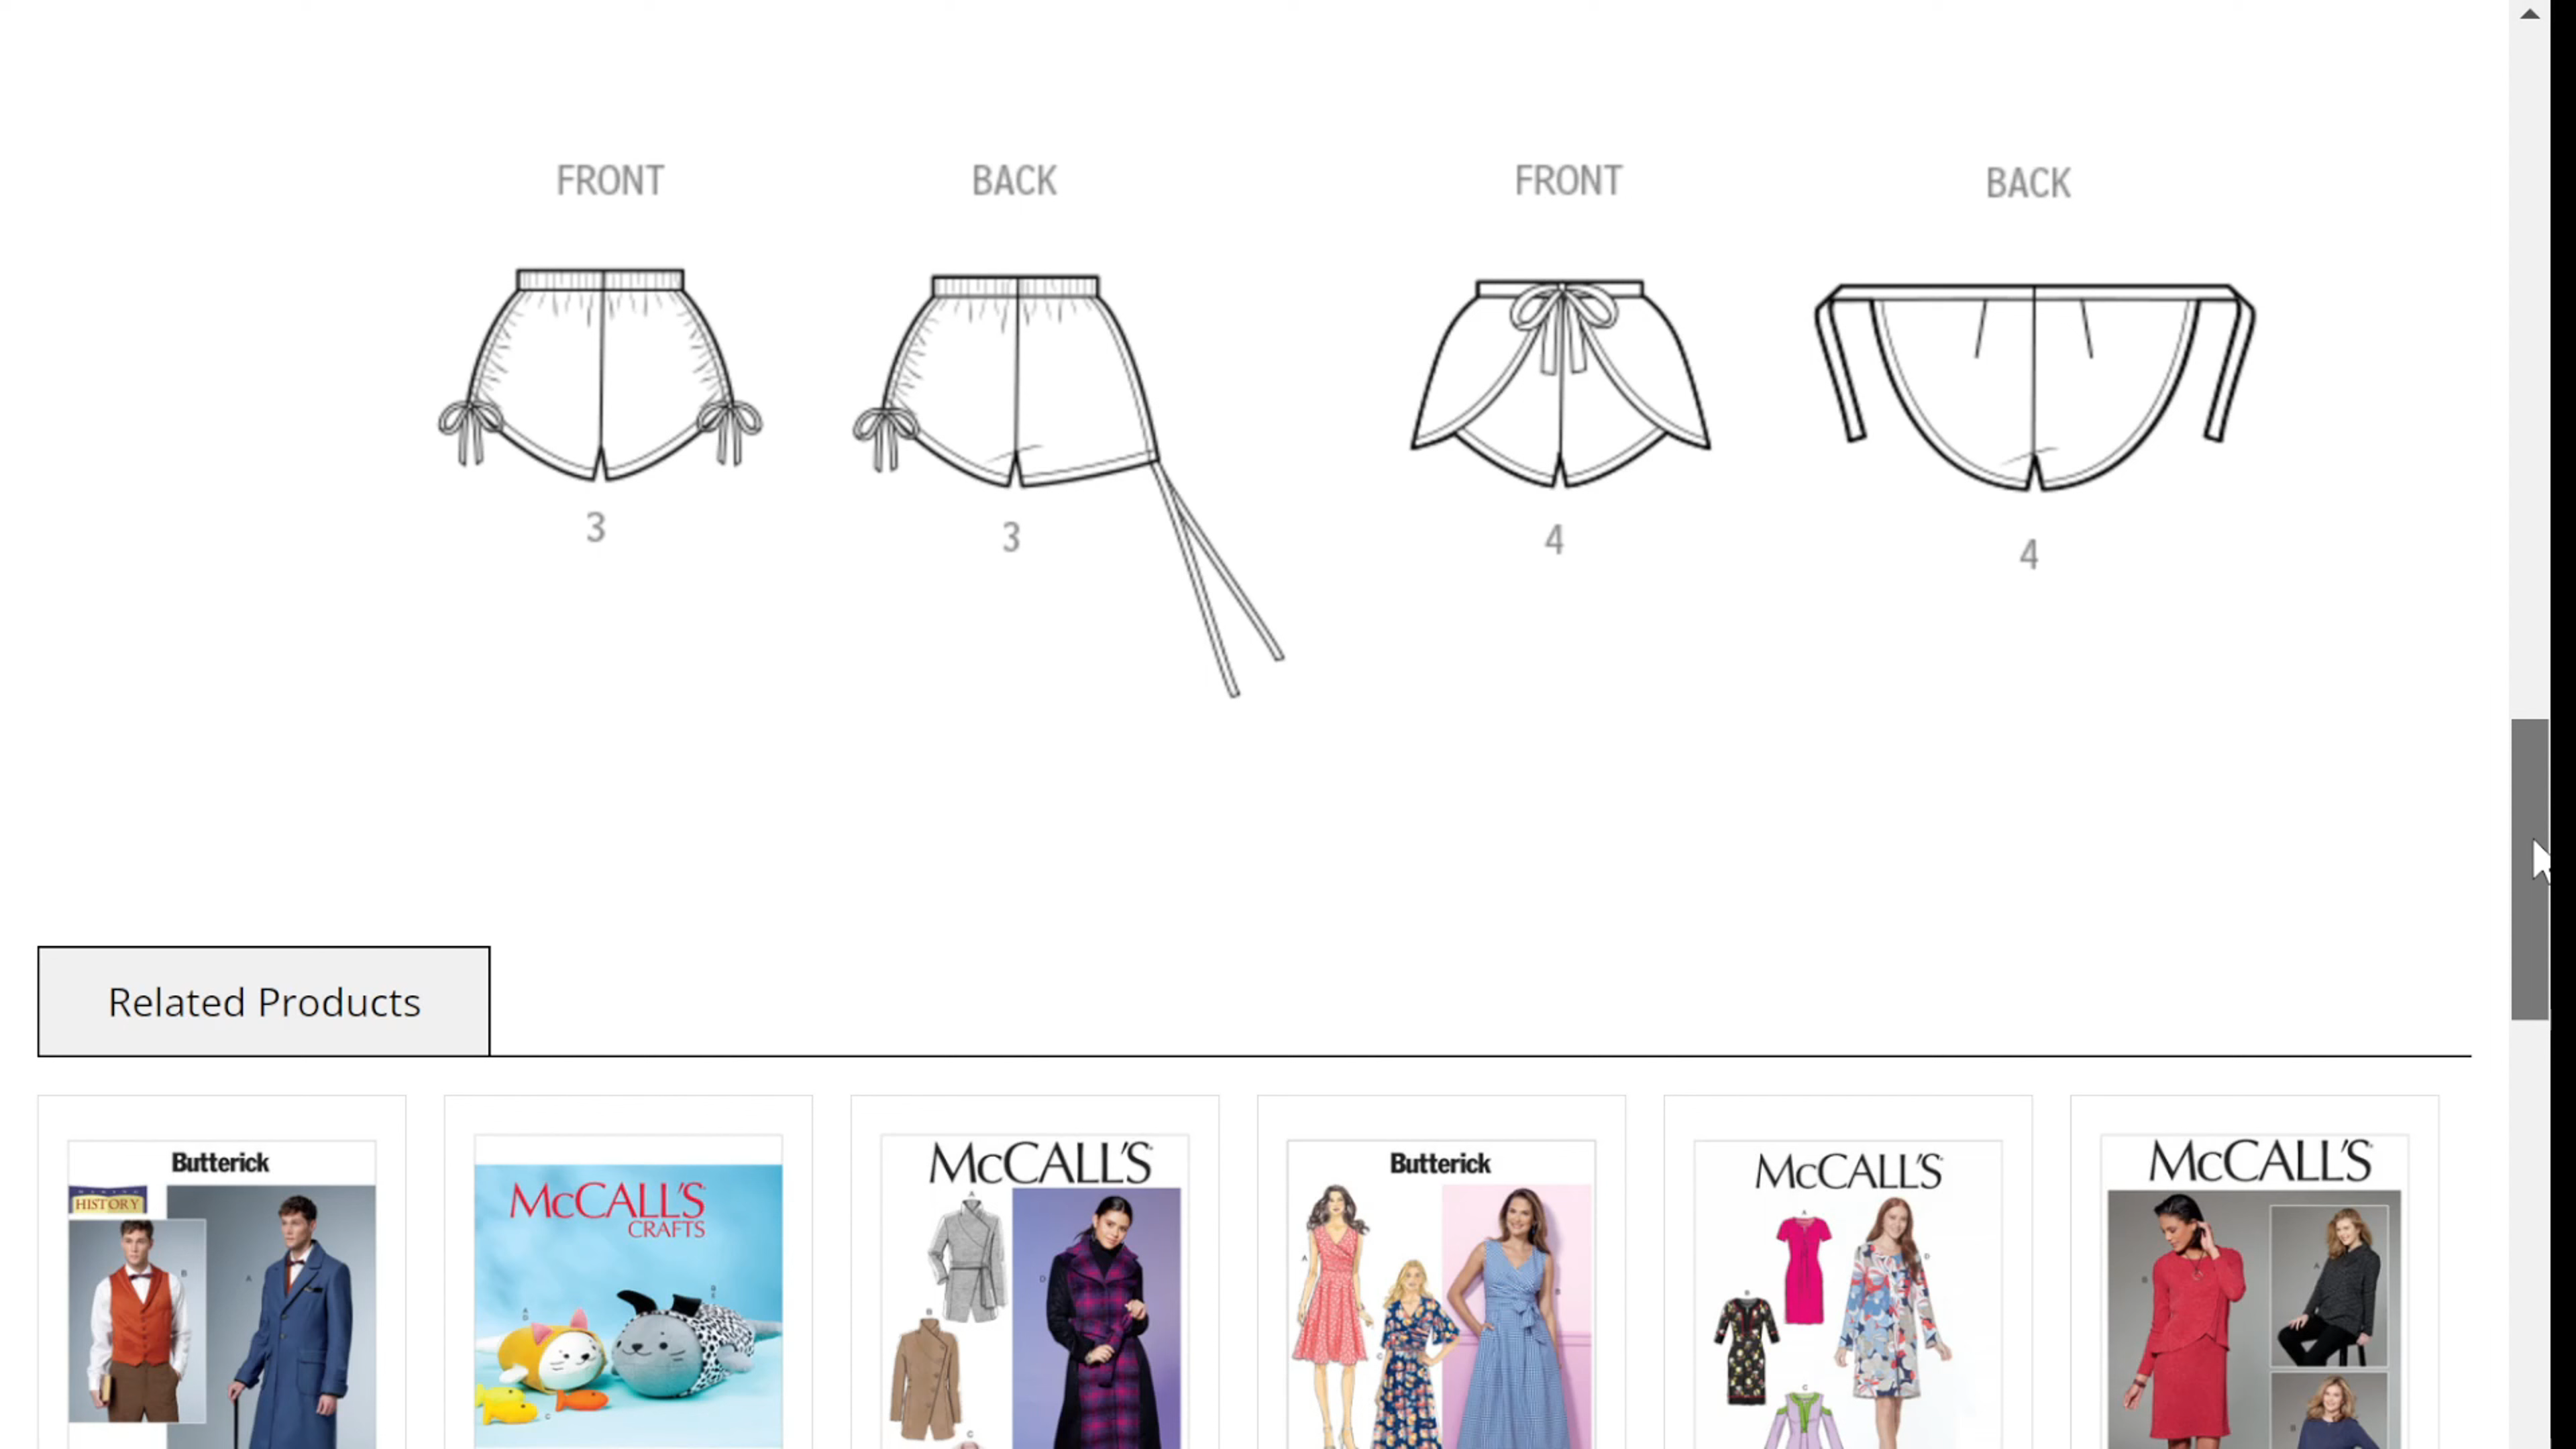 FRONT
BACK
FRONT
BACK
3
3
4
4
Related Products
Butterick
HISTORY
B
A
McCALL'S
CRAFTS
C
McCALL'S
A
B
C
D
Butterick
A
C
B
McCALL'S
A
B
C
D
McCALL'S
B
A